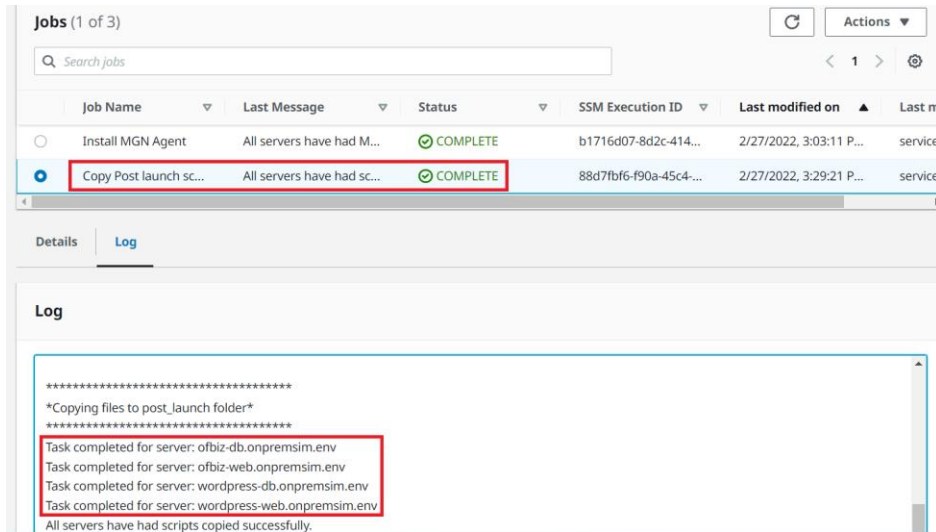 Jobs (1 of 3)
Actions
Search jobs
1
Job Name Last Message Status SSM Execution ID Last modified on Last m
Install MGN Agent All servers have had M... COMPLETE b1716d07-8d2c-414... 2/27/2022, 3:03:11 P... service
Copy Post launch sc... All servers have had sc... COMPLETE 88d7fbf6-f90a-45c4-... 2/27/2022, 3:29:21 P... service
Details Log
Log
*************************************
*Copying files to post_launch folder*
*************************************
Task completed for server: ofbiz-db.onpremsim.env
Task completed for server: ofbiz-web.onpremsim.env
Task completed for server: wordpress-db.onpremsim.env
Task completed for server: wordpress-web.onpremsim.env
All servers have had scripts copied successfully.